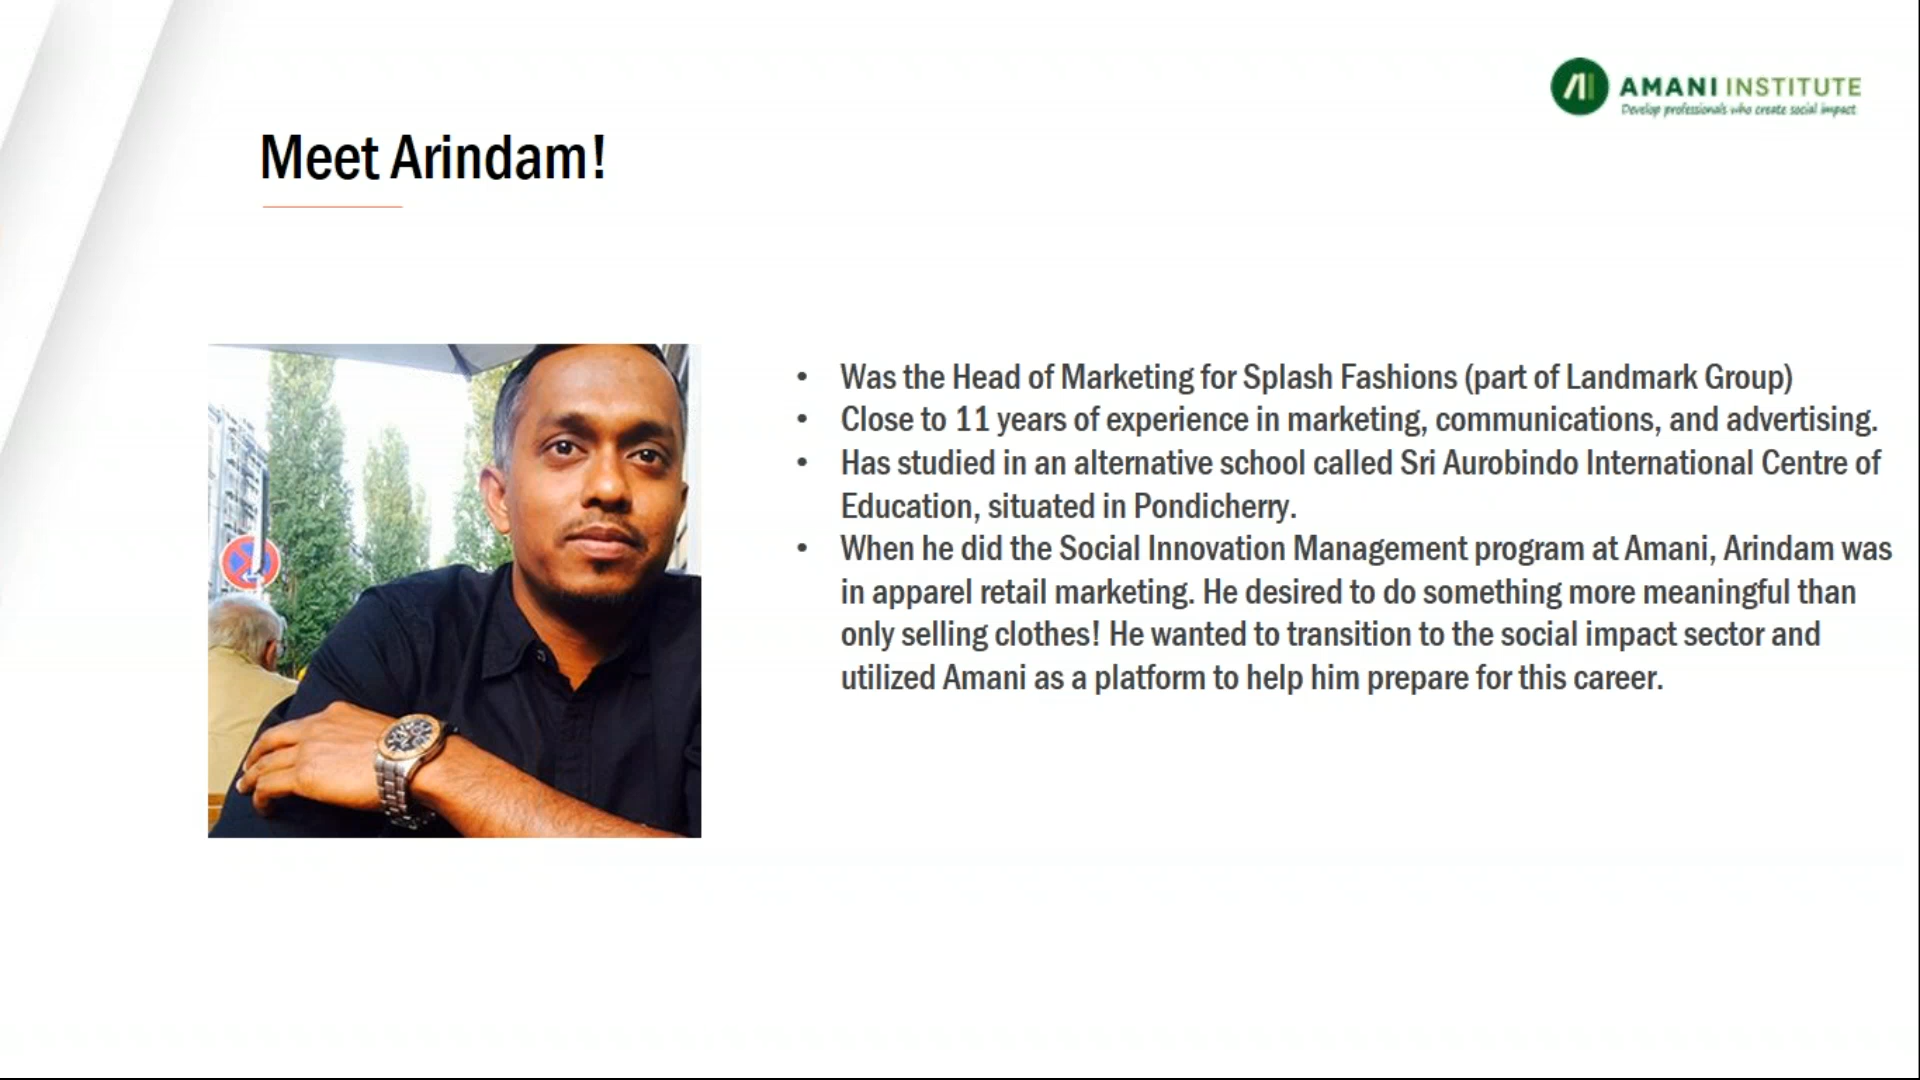 AMANI INSTITUTE
Develop professionals who create social impact
Meet Arindam!
• Was the Head of Marketing for Splash Fashions (part of Landmark Group)
• Close to 11 years of experience in marketing, communications, and advertising.
• Has studied in an alternative school called Sri Aurobindo International Centre of
Education, situated in Pondicherry.
• When he did the Social Innovation Management program at Amani, Arindam was
in apparel retail marketing. He desired to do something more meaningful than
only selling clothes! He wanted to transition to the social impact sector and
utilized Amani as a platform to help him prepare for this career.